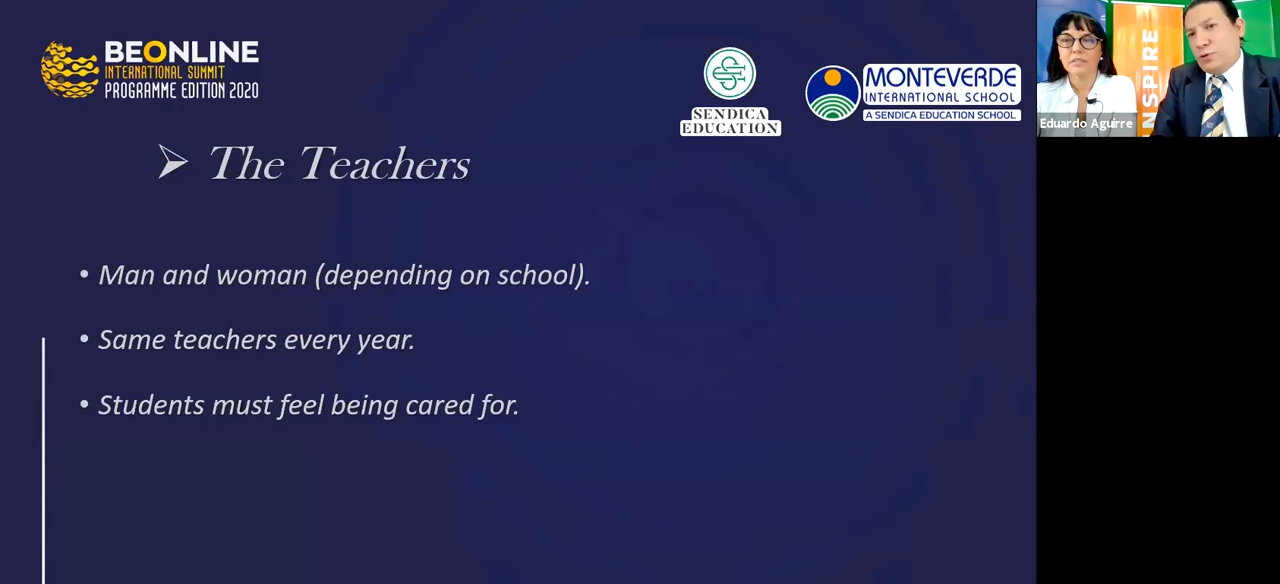 BEONLINE
INTERNATIONAL SUMMIT
PROGRAMME EDITION 2020
SENDICA
EDUCATION
MONTEVERDE
INTERNATIONAL SCHOOL
A SENDICA EDUCATION SCHOOL
INSPIRE
Eduardo Aguirre
➢ The Teachers
• Man and woman (depending on school).
• Same teachers every year.
• Students must feel being cared for.